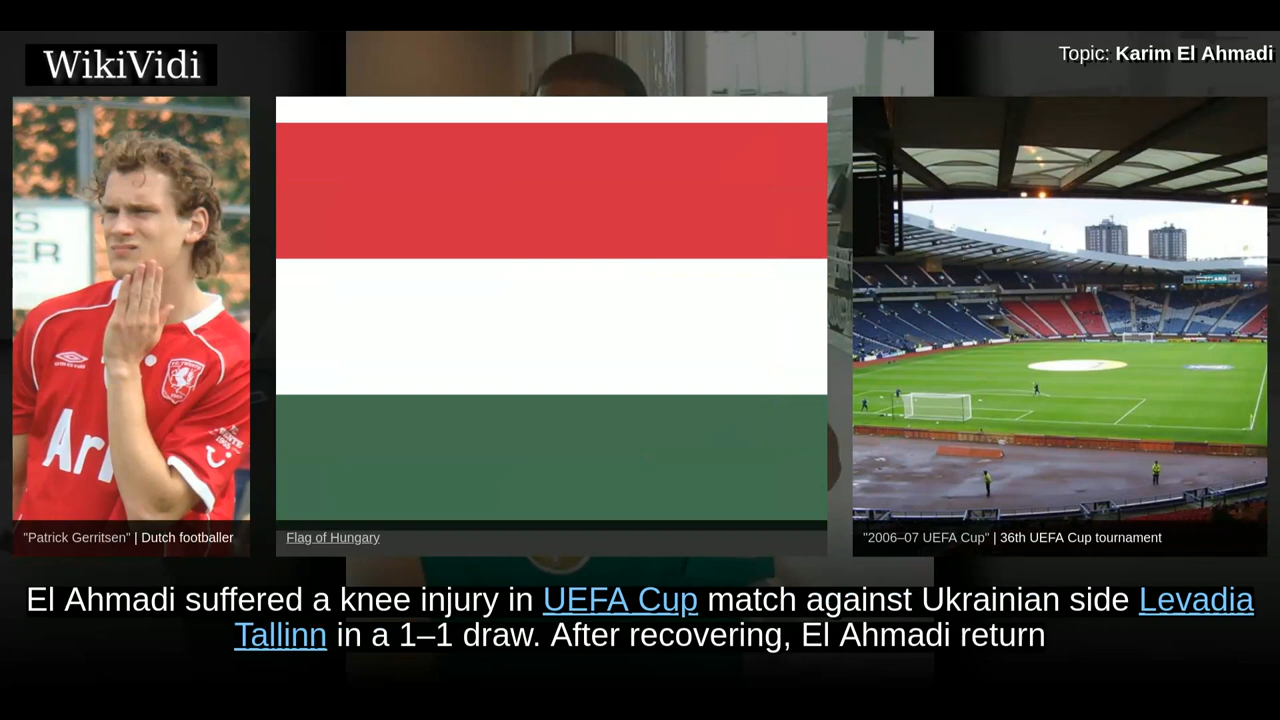 WikiVidi
Topic: Karim El Ahmadi
S
ER
Arl
"Patrick Gerritsen" | Dutch footballer
Flag of Hungary
"2006–07 UEFA Cup" | 36th UEFA Cup tournament
El Ahmadi suffered a knee injury in UEFA Cup match against Ukrainian side Levadia
Tallinn in a 1–1 draw. After recovering, El Ahmadi return